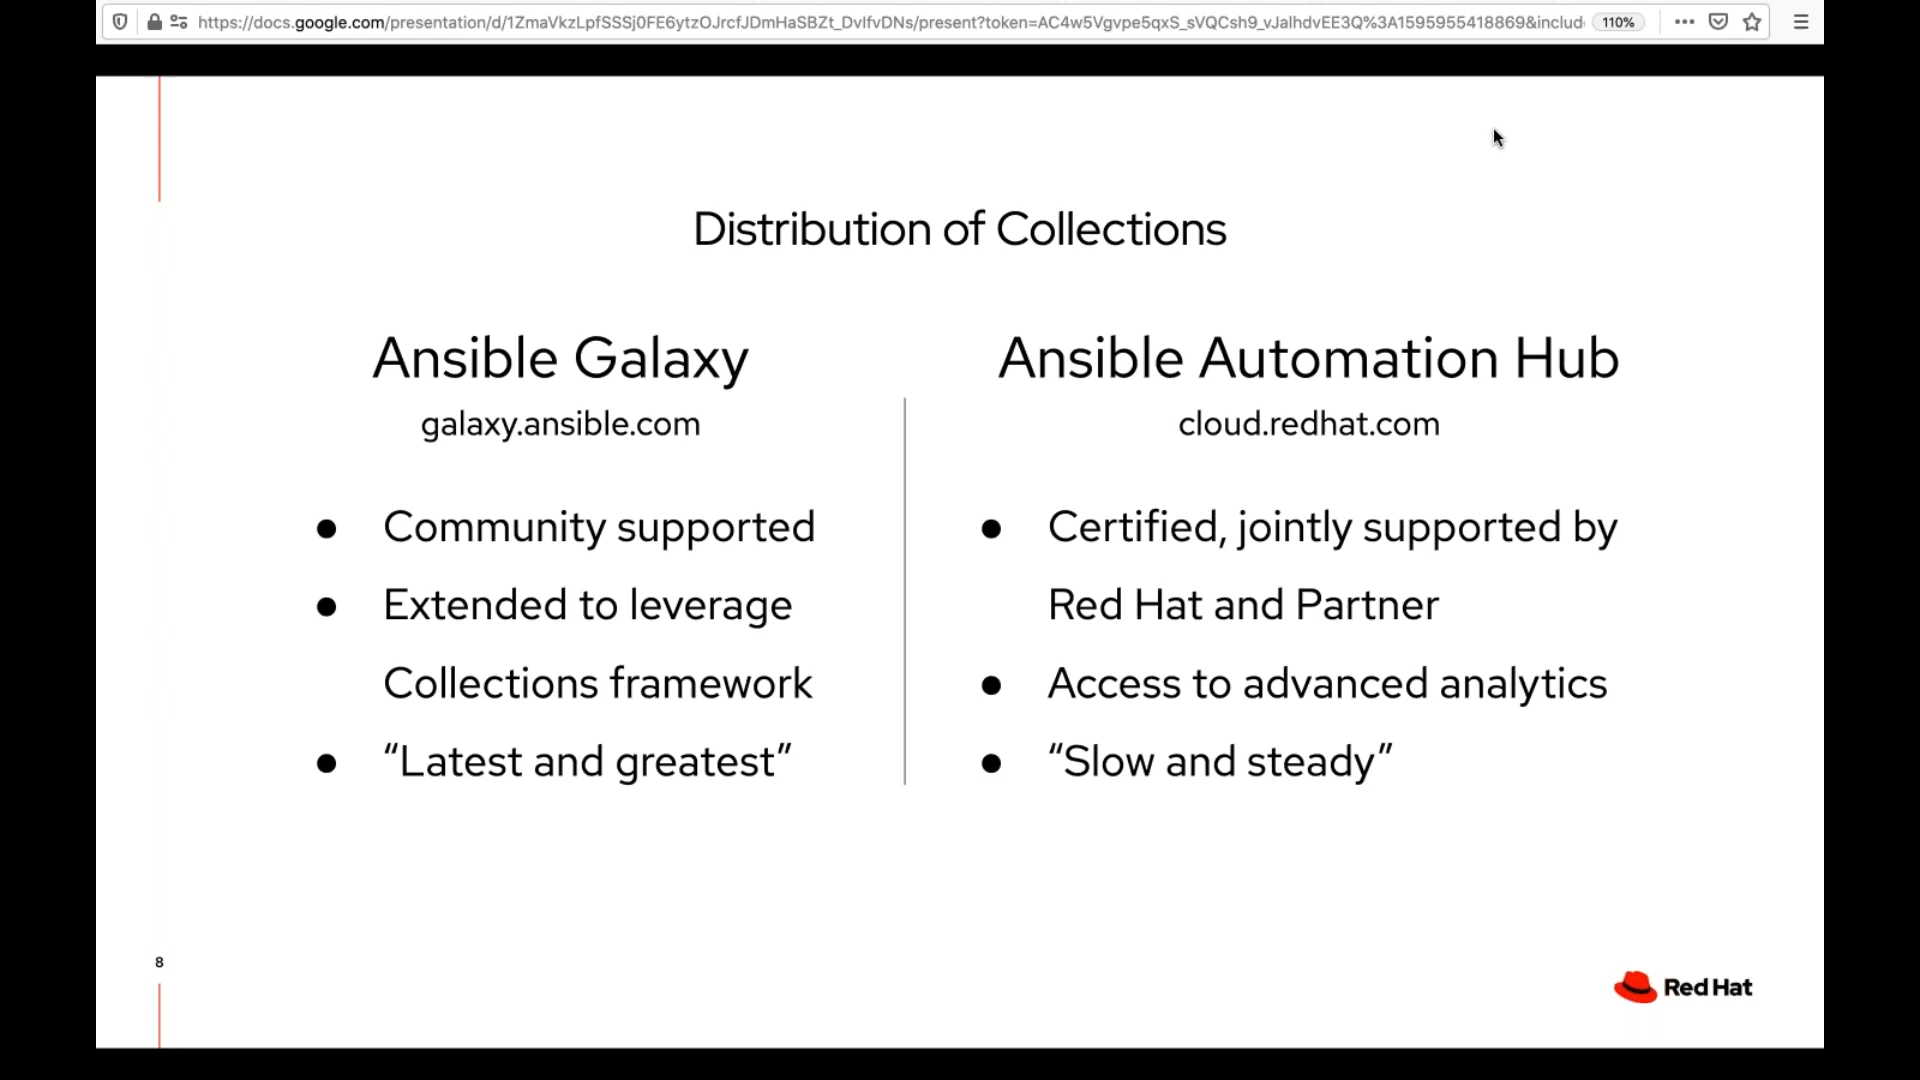 https://docs.google.com/presentation/d/1ZmaVkzLpfSSSj0FE6ytzOJrcfJDmHaSBZt_DvIfvDNs/present?token=AC4w5Vgvpe5qxS_sVQCsh9_vJalhdvEE3Q%3A1595955418869&includ
110%
Distribution of Collections
Ansible Galaxy
galaxy.ansible.com
● Community supported
● Extended to leverage
Collections framework
● “Latest and greatest”
Ansible Automation Hub
cloud.redhat.com
● Certified, jointly supported by
Red Hat and Partner
● Access to advanced analytics
● “Slow and steady”
8
Red Hat